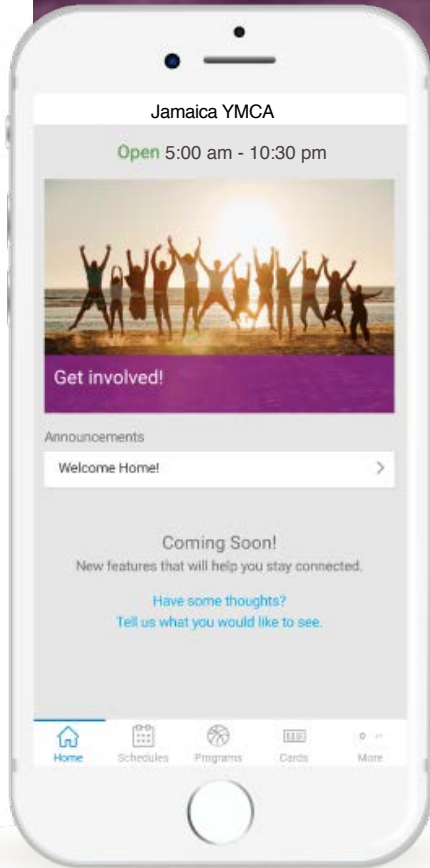 Jamaica YMCA
Open 5:00 am - 10:30 pm
Get involved!
Announcements
Welcome Home!
Coming Soon!
New features that will help you stay connected.
Have some thoughts?
Tell us what you would like to see.
Home Schedules Programs Cards More